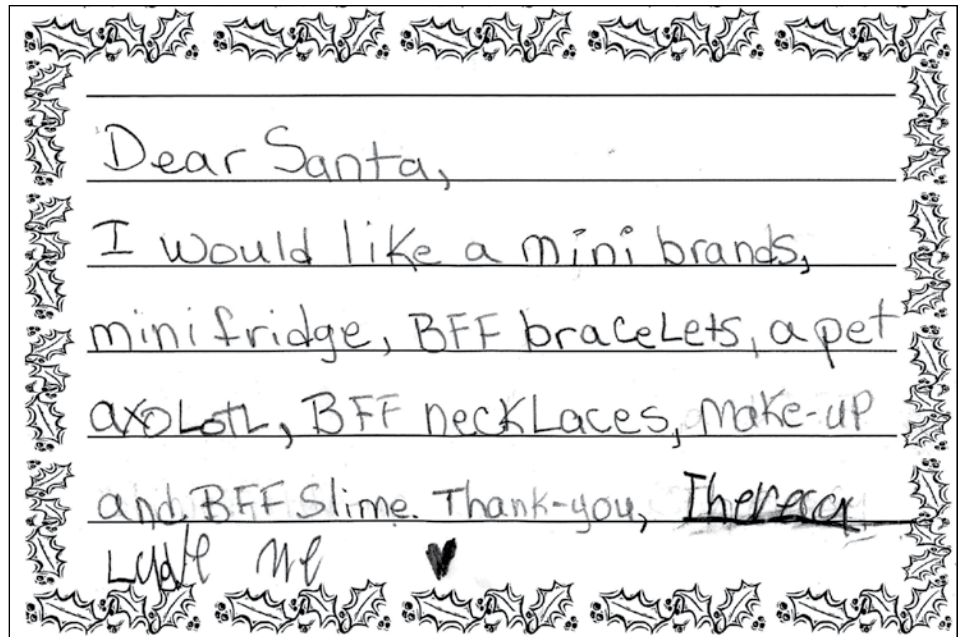 Dear Santa,
I would like a mini brands,
mini fridge, BFF braceLets, a pet
axoLotL, BFF neckLaces, make-up
and BFF Slime. Thank-you,